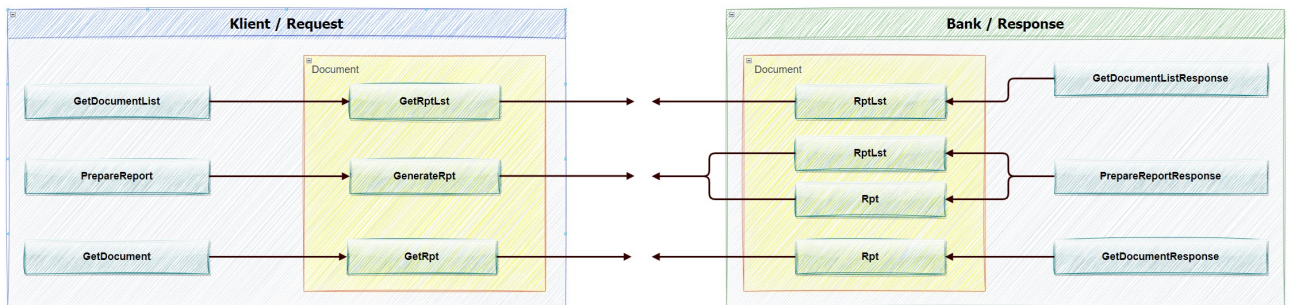 Klient / Request
Document
GetDocumentList
GetRptLst
PrepareReport
GenerateRpt
GetDocument
GetRpt
Bank / Response
Document
RptLst
GetDocumentListResponse
RptLst
Rpt
PrepareReportResponse
Rpt
GetDocumentResponse